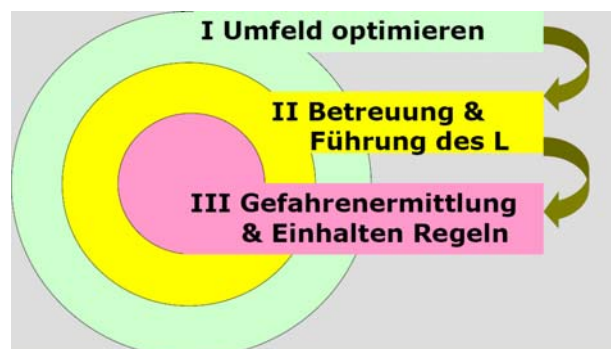 I Umfeld optimieren
II Betreuung &
Führung des L
III Gefahrenermittlung
& Einhalten Regeln